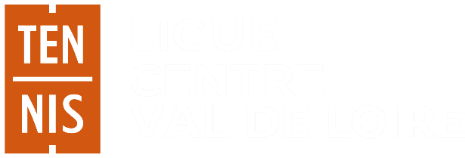 TEN
NIS
LIGUE
CENTRE
VAL DE LOIRE